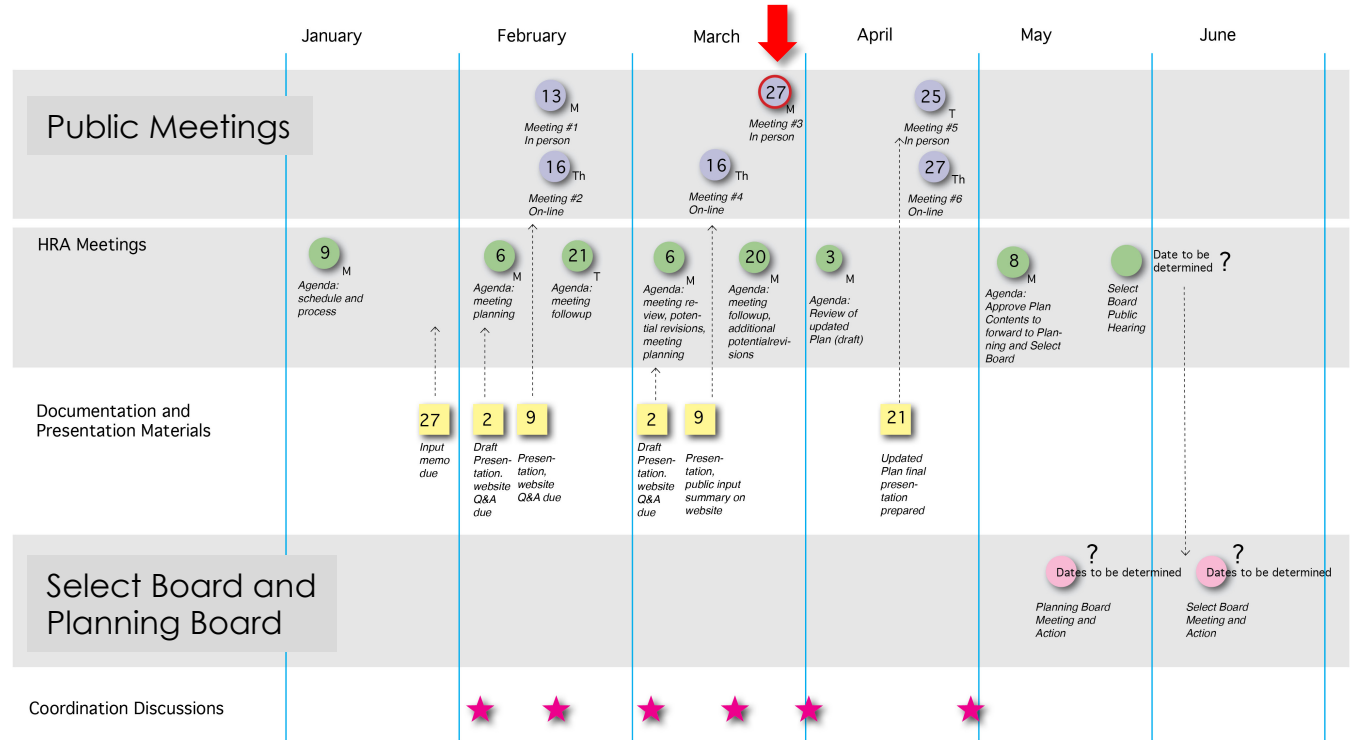 January
February
March
April
May
June
Public Meetings
13
M
Meeting #1
In person
16
Th
Meeting #2
On-line
27
M
Meeting #3
In person
16
Th
Meeting #4
On-line
25
T
Meeting #5
In person
27
Th
Meeting #6
On-line
HRA Meetings
9
M
Agenda:
schedule and
process
6
M
Agenda:
meeting
planning
21
T
Agenda:
meeting
followup
6
M
Agenda:
meeting re-
view, poten-
tial revisions,
meeting
planning
20
M
Agenda:
meeting
followup,
additional
potentialrevi-
sions
3
M
Agenda:
Review of
updated
Plan (draft)
8
M
Agenda:
Approve Plan
Contents to
forward to Plan-
ning and Select
Board
Date to be
determined ?
Select
Board
Public
Hearing
Documentation and
Presentation Materials
27
Input
memo
due
2
Draft
Presen-
tation.
website
Q&A
due
9
Presen-
tation,
website
Q&A due
2
Draft
Presen-
tation.
website
Q&A
due
9
Presen-
tation,
public input
summary on
website
21
Updated
Plan final
presen-
tation
prepared
Select Board and
Planning Board
?
Dates to be determined
Planning Board
Meeting and
Action
?
Dates to be determined
Select Board
Meeting and
Action
Coordination Discussions